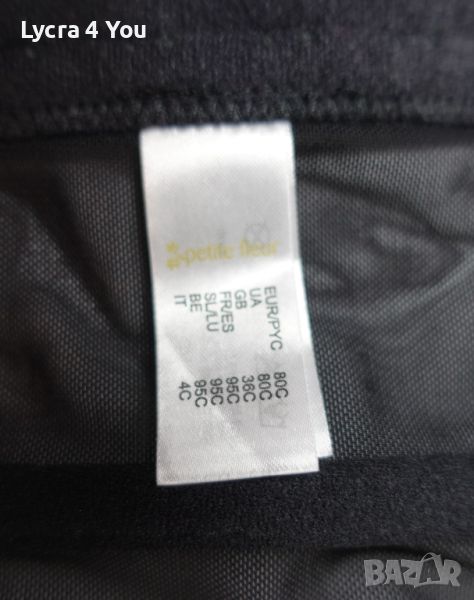 Lycra 4 You
petite fleur
EUR/PYC 80C
UA 80C
GB 36C
FR/ES 95C
SL/LU 95C
BE 95C
IT 4C
BAZAR